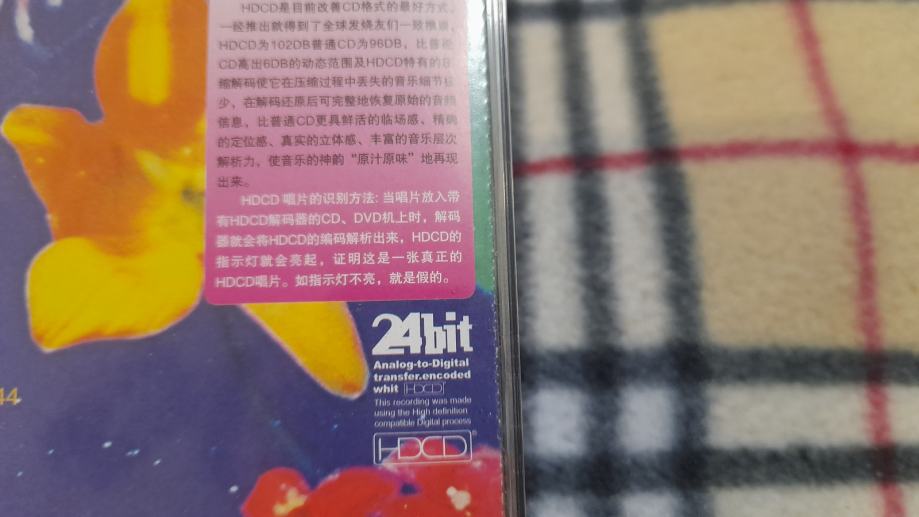 HDCD是目前改善CD格式的最好方式,
一经推出就得到了全球发烧友们一致推崇,
HDCD为102DB普通CD为96DB,比普通
CD高出6DB的动态范围及HDCD特有的压
缩解码使它在压缩过程中丢失的音乐细节极
少,在解码还原后可完整地恢复原始的音频
信息,比普通CD更具鲜活的临场感、精确
的定位感、真实的立体感、丰富的音乐层次
解析力,使音乐的神韵“原汁原味”地再现
出来。
HDCD 唱片的识别方法: 当唱片放入带
有HDCD解码器的CD、DVD机上时,解码
器就会将HDCD的编码解析出来,HDCD的
指示灯就会亮起,证明这是一张真正的
HDCD唱片。如指示灯不亮,就是假的。
24bit
Analog-to-Digital
transfer.encoded
whit HDCD
This recording was made
using the High definition
compatible Digital process
HDCD®
44